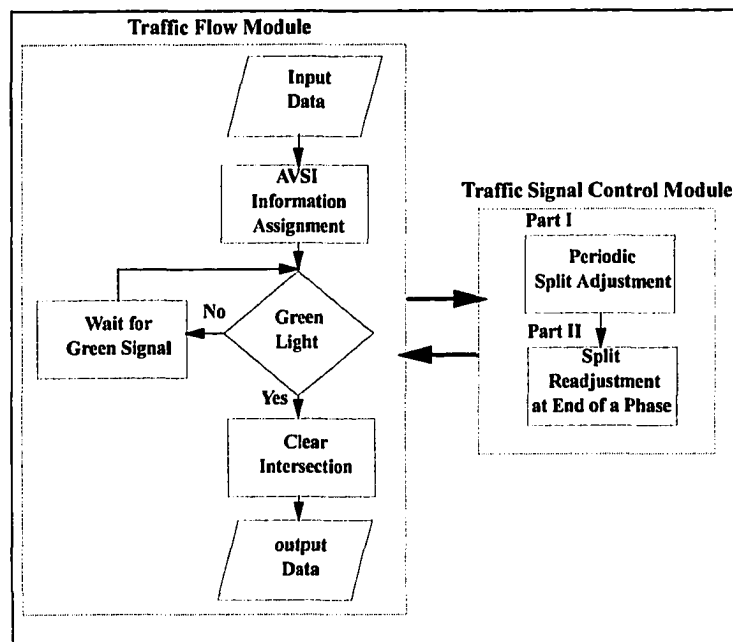 Traffic Flow Module
Input
Data
AVSI
Information
Assignment
Green
Light
No
Wait for
Green Signal
Yes
Clear
Intersection
output
Data
Traffic Signal Control Module
Part I
Periodic
Split Adjustment
Part II
Split
Readjustment
at End of a Phase